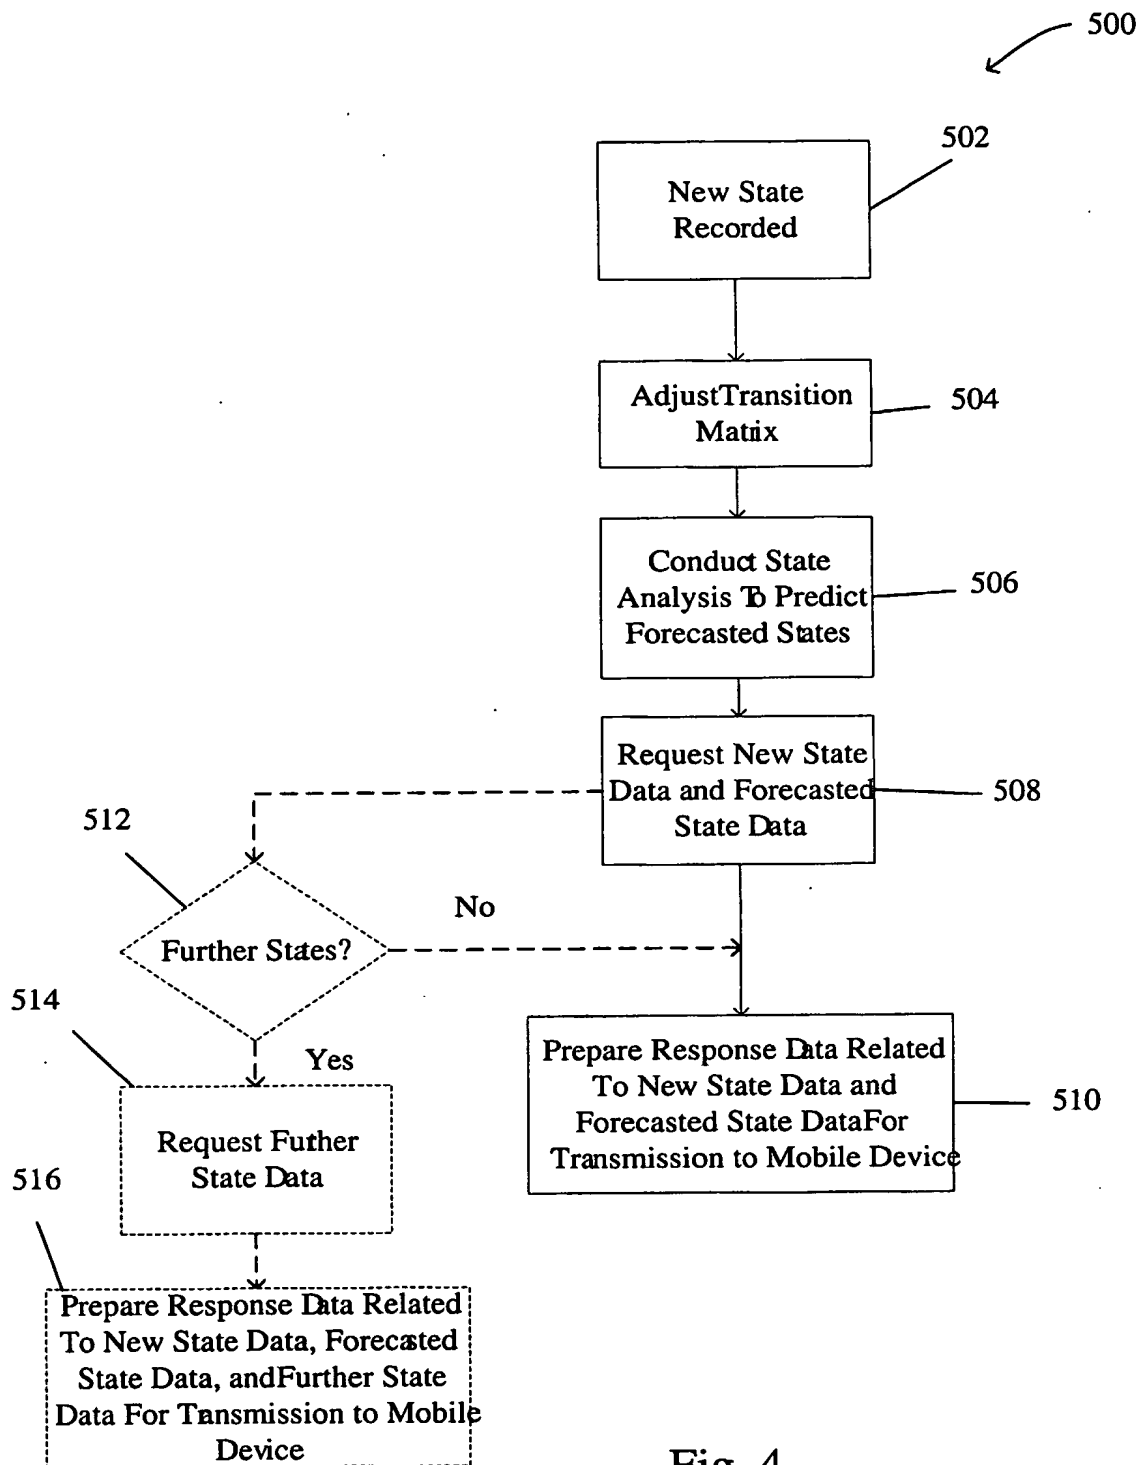 500
502
New State
Recorded
AdjustTransition
Matrix
504
Conduct State
Analysis To Predict
Forecasted States
506
Request New State
Data and Forecasted
State Data
508
512
No
Further States?
514
Yes
Prepare Response Data Related
To New State Data and
Forecasted State DataFor
Transmission to Mobile Device
510
Request Further
State Data
516
Prepare Response Data Related
To New State Data, Forecasted
State Data, andFurther State
Data For Transmission to Mobile
Device
Fig. 4